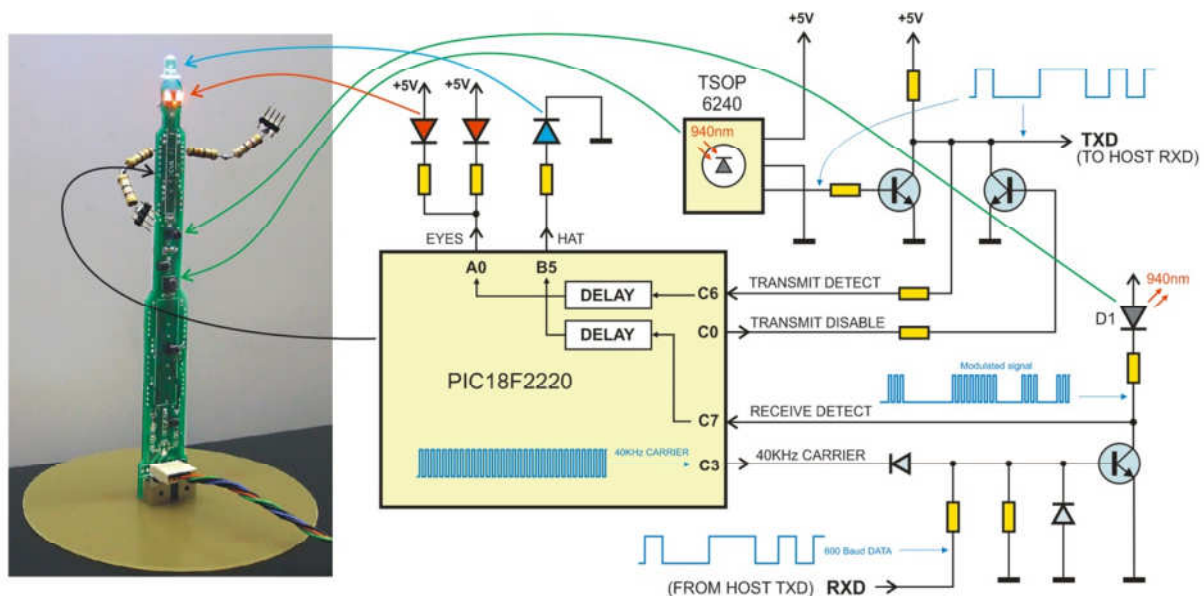 +5V
+5V
TSOP
6240
+5V
+5V
940nm
TXD
(TO HOST RXD)
EYES
HAT
A0
B5
DELAY
C6
TRANSMIT DETECT
DELAY
C0
TRANSMIT DISABLE
940nm
D1
PIC18F2220
Modulated signal
C7
RECEIVE DETECT
40KHz CARRIER
C3
40KHz CARRIER
600 Baud DATA
(FROM HOST TXD) RXD